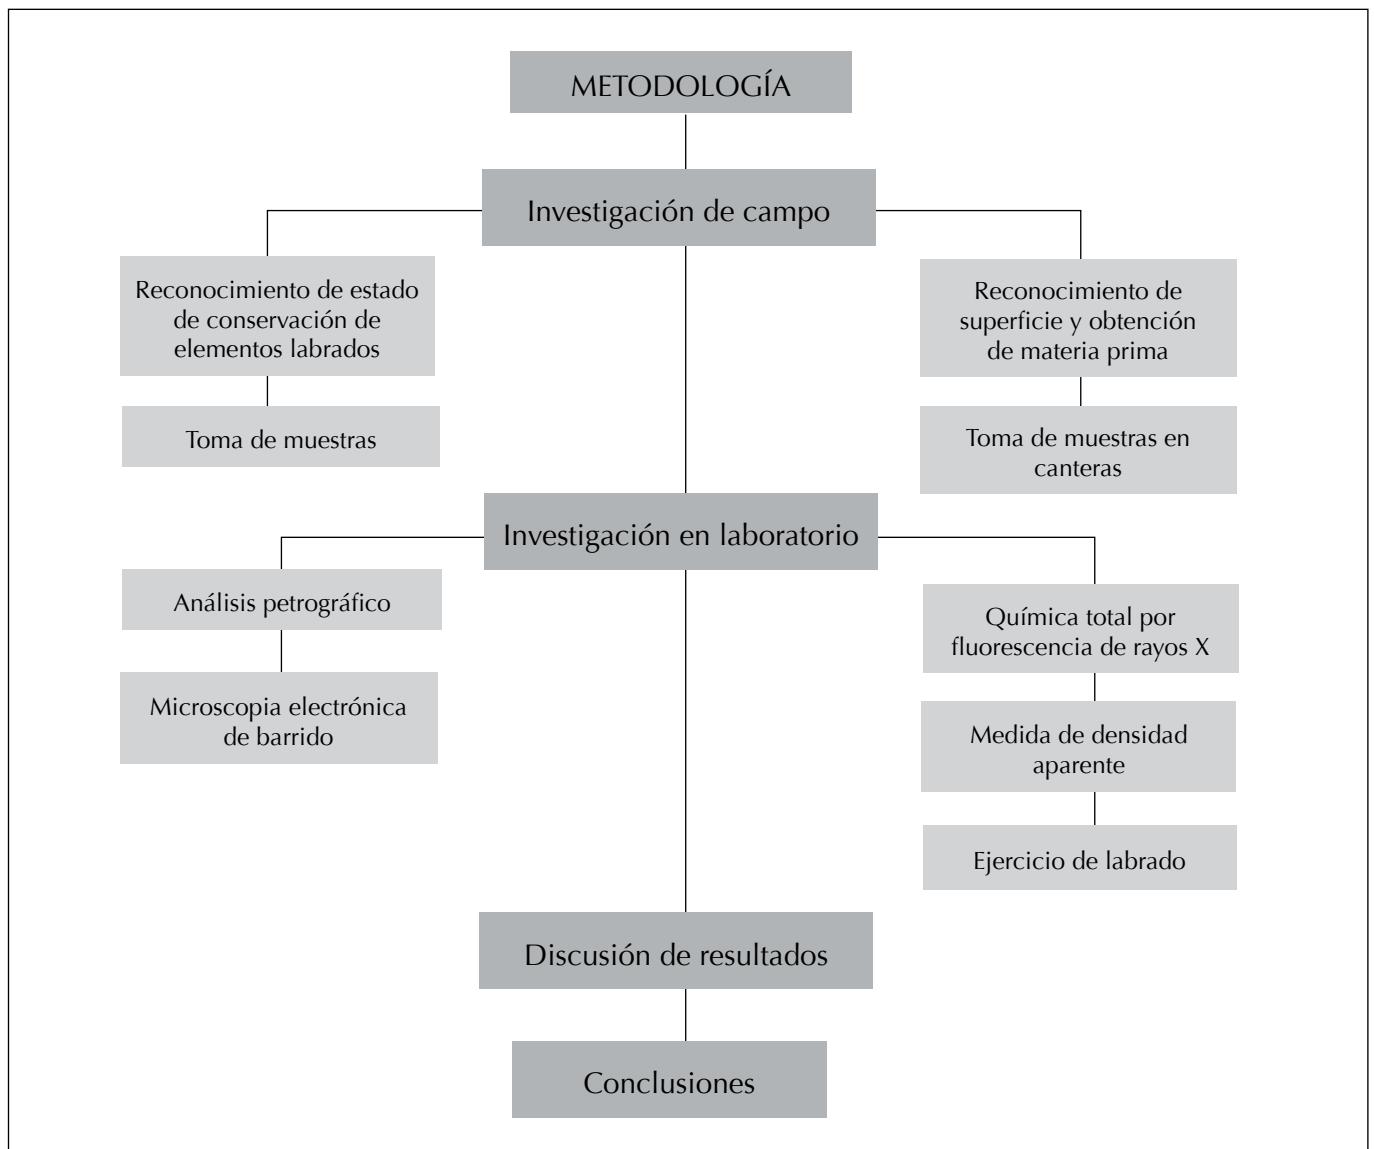 METODOLOGÍA
Investigación de campo
Reconocimiento de estado
de conservación de
elementos labrados
Toma de muestras
Reconocimiento de
superficie y obtención
de materia prima
Toma de muestras en
canteras
Investigación en laboratorio
Análisis petrográfico
Microscopia electrónica
de barrido
Química total por
fluorescencia de rayos X
Medida de densidad
aparente
Ejercicio de labrado
Discusión de resultados
Conclusiones